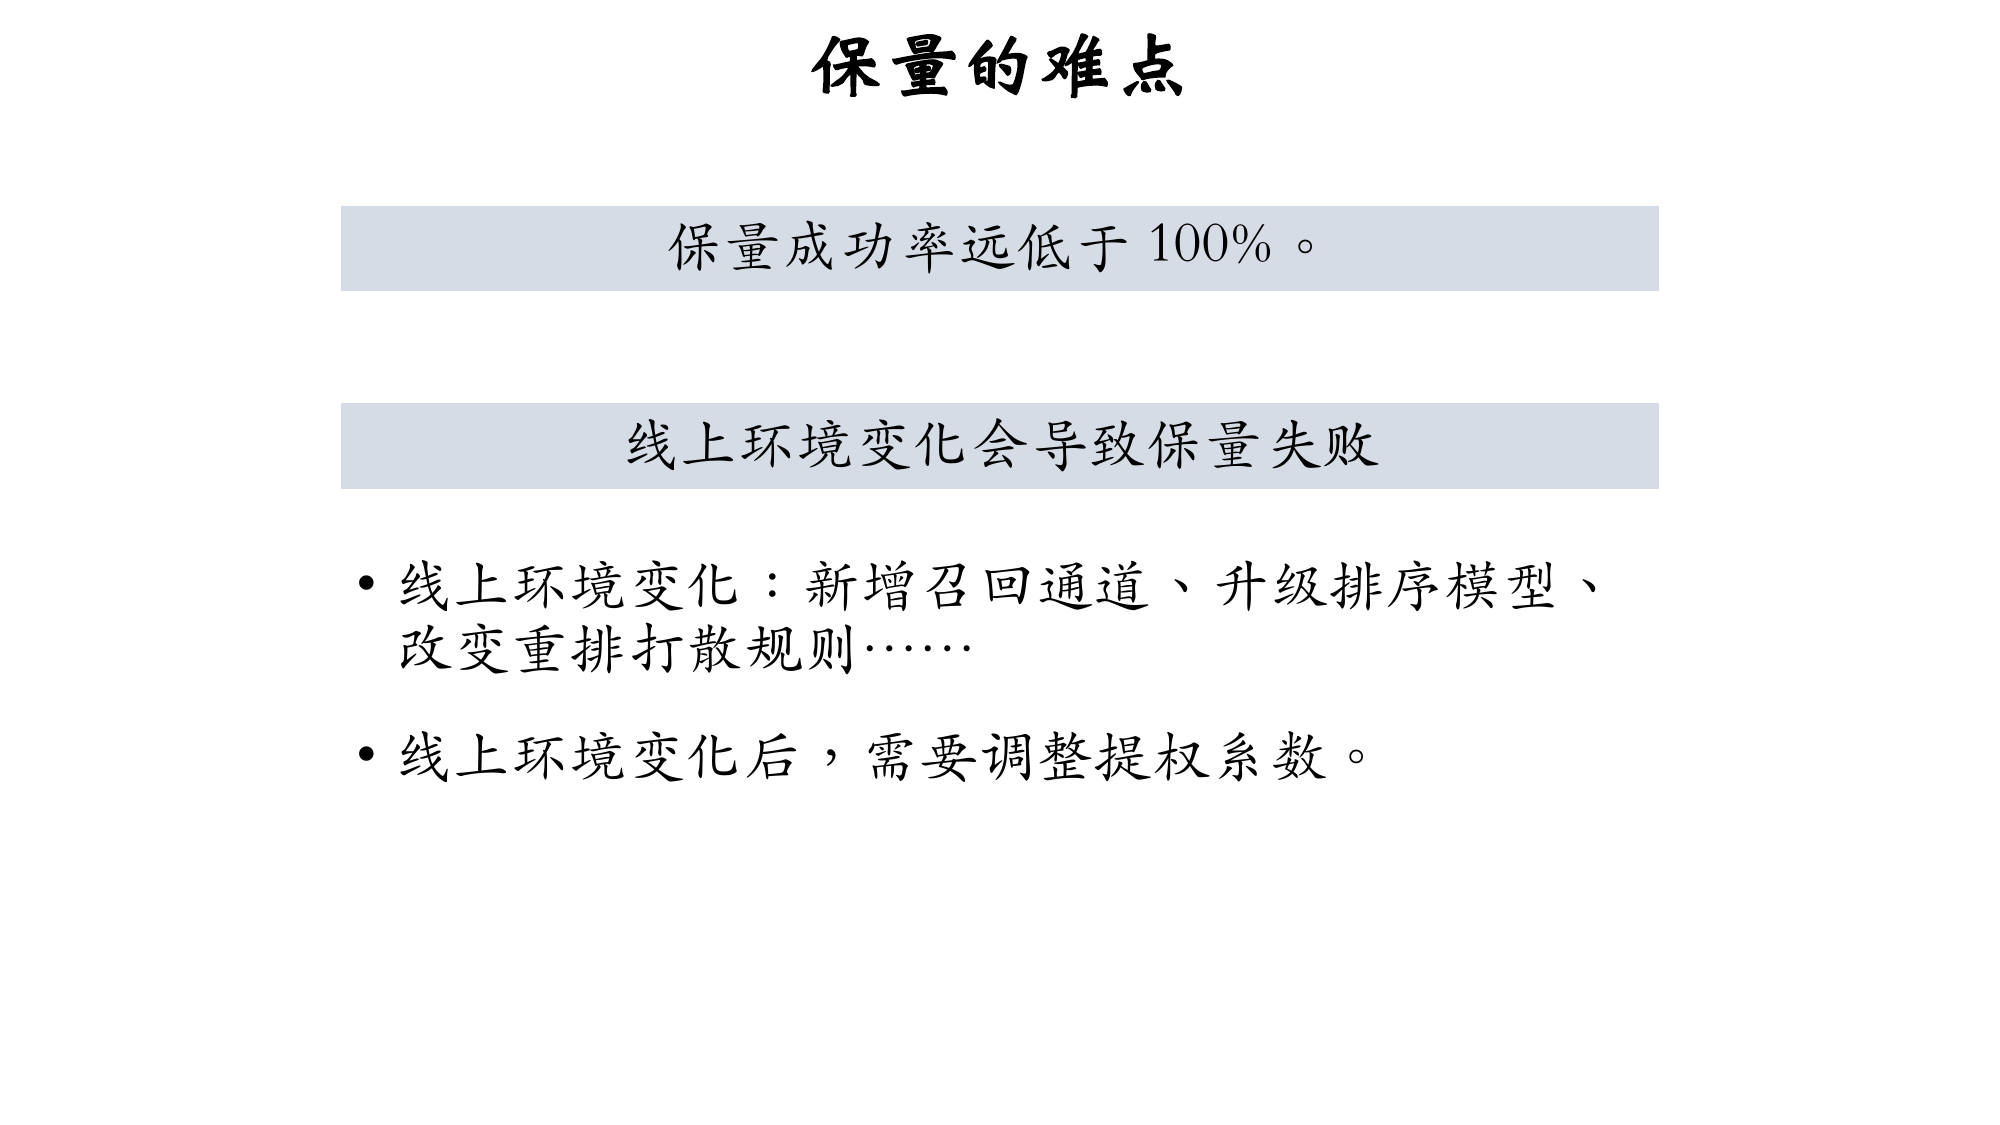 保量的难点
保量成功率远低于 100%。
线上环境变化会导致保量失败
• 线上环境变化：新增召回通道、升级排序模型、
改变重排打散规则……
• 线上环境变化后，需要调整提权系数。